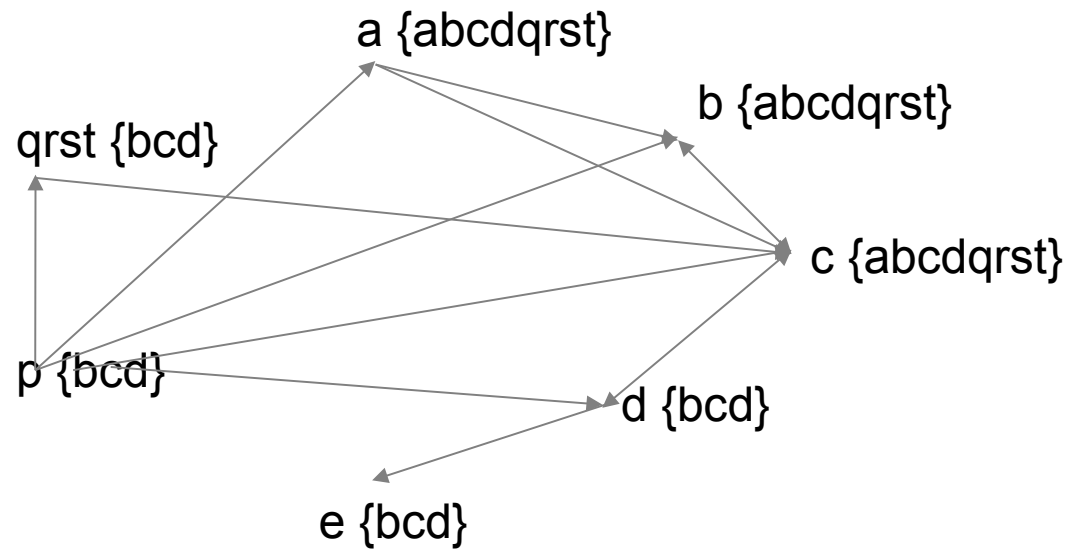 a {abcdqrst}
b {abcdqrst}
qrst {bcd}
c {abcdqrst}
p {bcd}
d {bcd}
e {bcd}